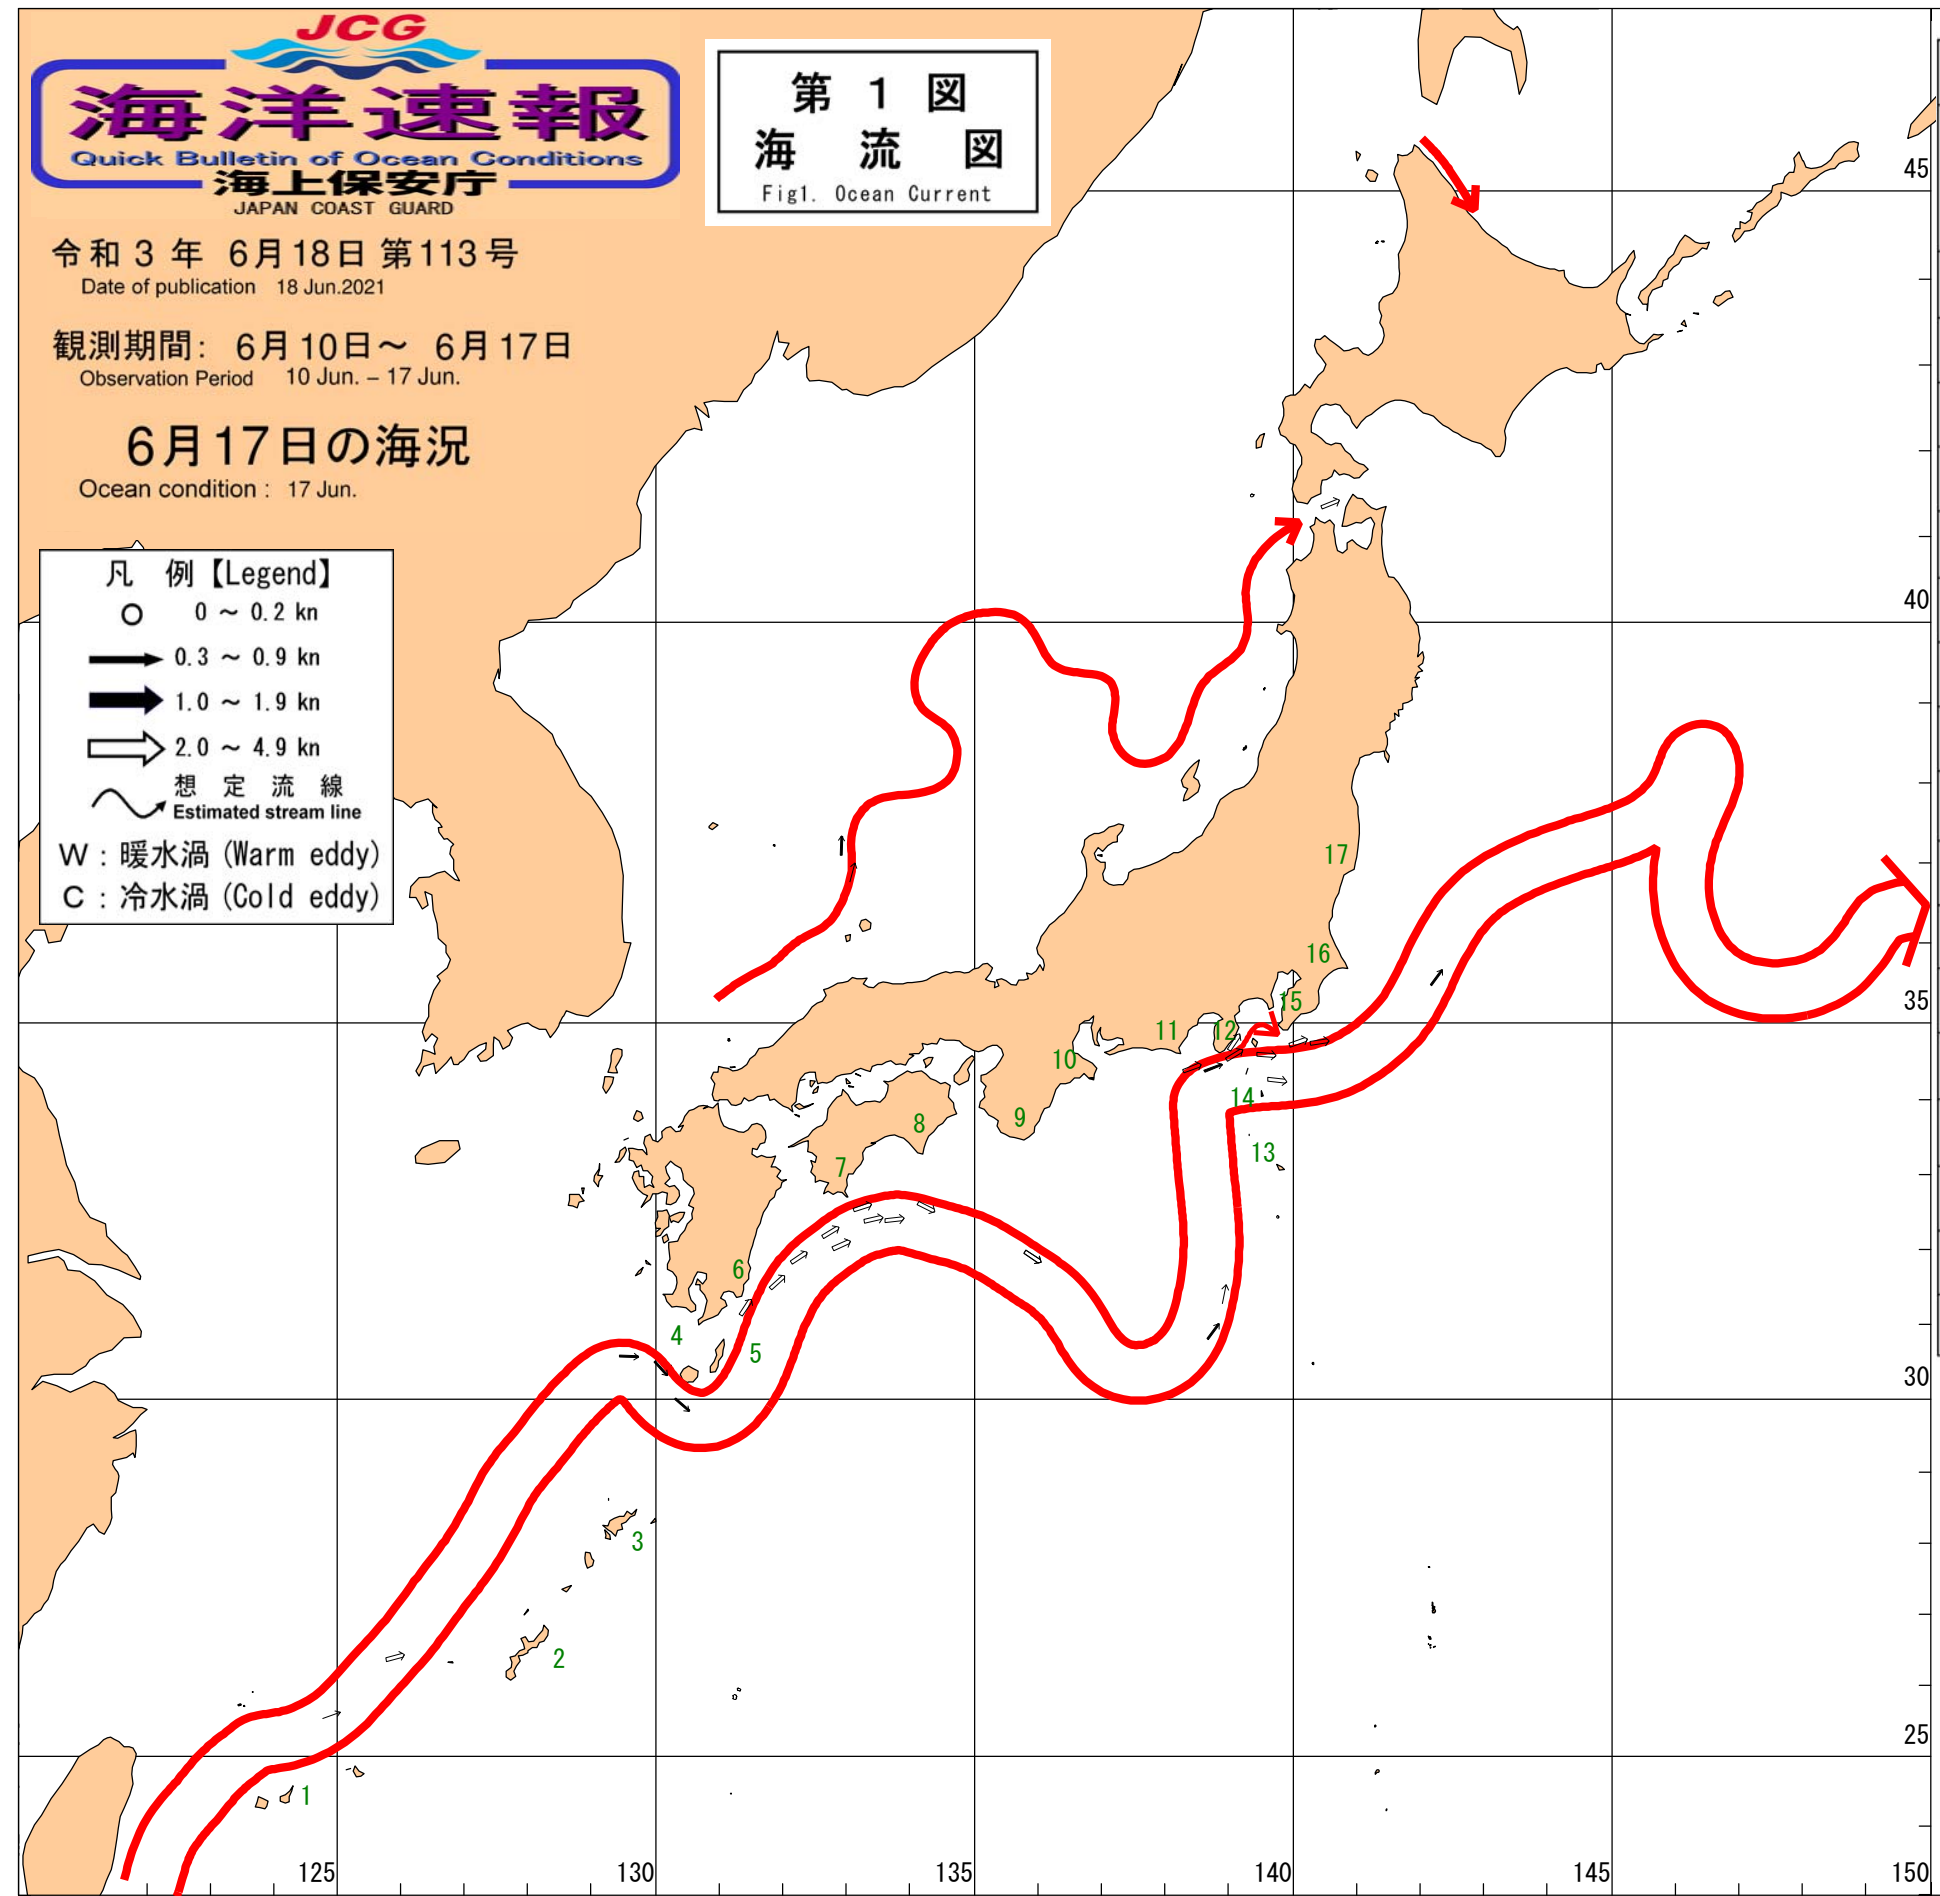 JCG
海洋速報
Quick Bulletin of Ocean Conditions
海上保安庁
JAPAN COAST GUARD
第 1 図
海 流 図
Fig1. Ocean Current
令和 3 年 6月18日 第113号
Date of publication 18 Jun.2021
観測期間: 6月10日～ 6月17日
Observation Period 10 Jun. – 17 Jun.
6月17日の海況
Ocean condition : 17 Jun.
凡 例【Legend】
0 ～ 0.2 kn
0.3 ～ 0.9 kn
1.0 ～ 1.9 kn
2.0 ～ 4.9 kn
想 定 流 線
Estimated stream line
W : 暖水渦 (Warm eddy)
C : 冷水渦 (Cold eddy)
45
40
35
30
25
125
130
135
140
145
150
1
2
3
4
5
6
7
8
9
10
11
12
13
14
15
16
17